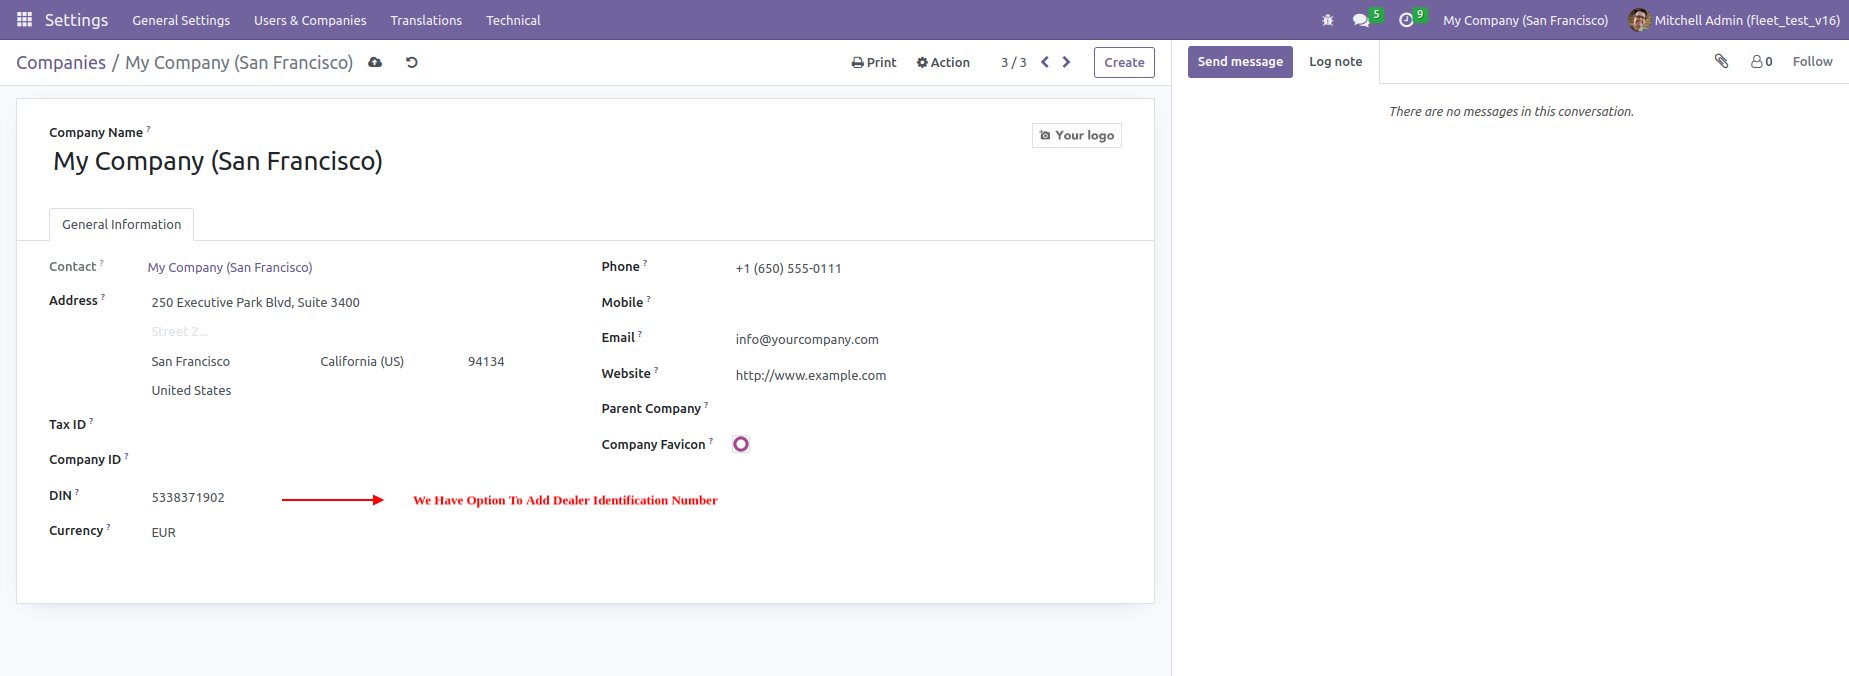 Settings General Settings Users & Companies Translations Technical 5 9 My Company (San Francisco) Mitchell Admin (fleet_test_v16)
Companies / My Company (San Francisco) Print Action 3 / 3 Create Send message Log note 0 Follow
There are no messages in this conversation.
Company Name ?
Your logo
My Company (San Francisco)
General Information
Contact ? My Company (San Francisco)
Address ? 250 Executive Park Blvd, Suite 3400
Street 2...
San Francisco California (US) 94134
United States
Tax ID ?
Company ID ?
DIN ? 5338371902
Currency ? EUR
Phone ? +1 (650) 555-0111
Mobile ?
Email ? info@yourcompany.com
Website ? http://www.example.com
Parent Company ?
Company Favicon ?
We Have Option To Add Dealer Identification Number